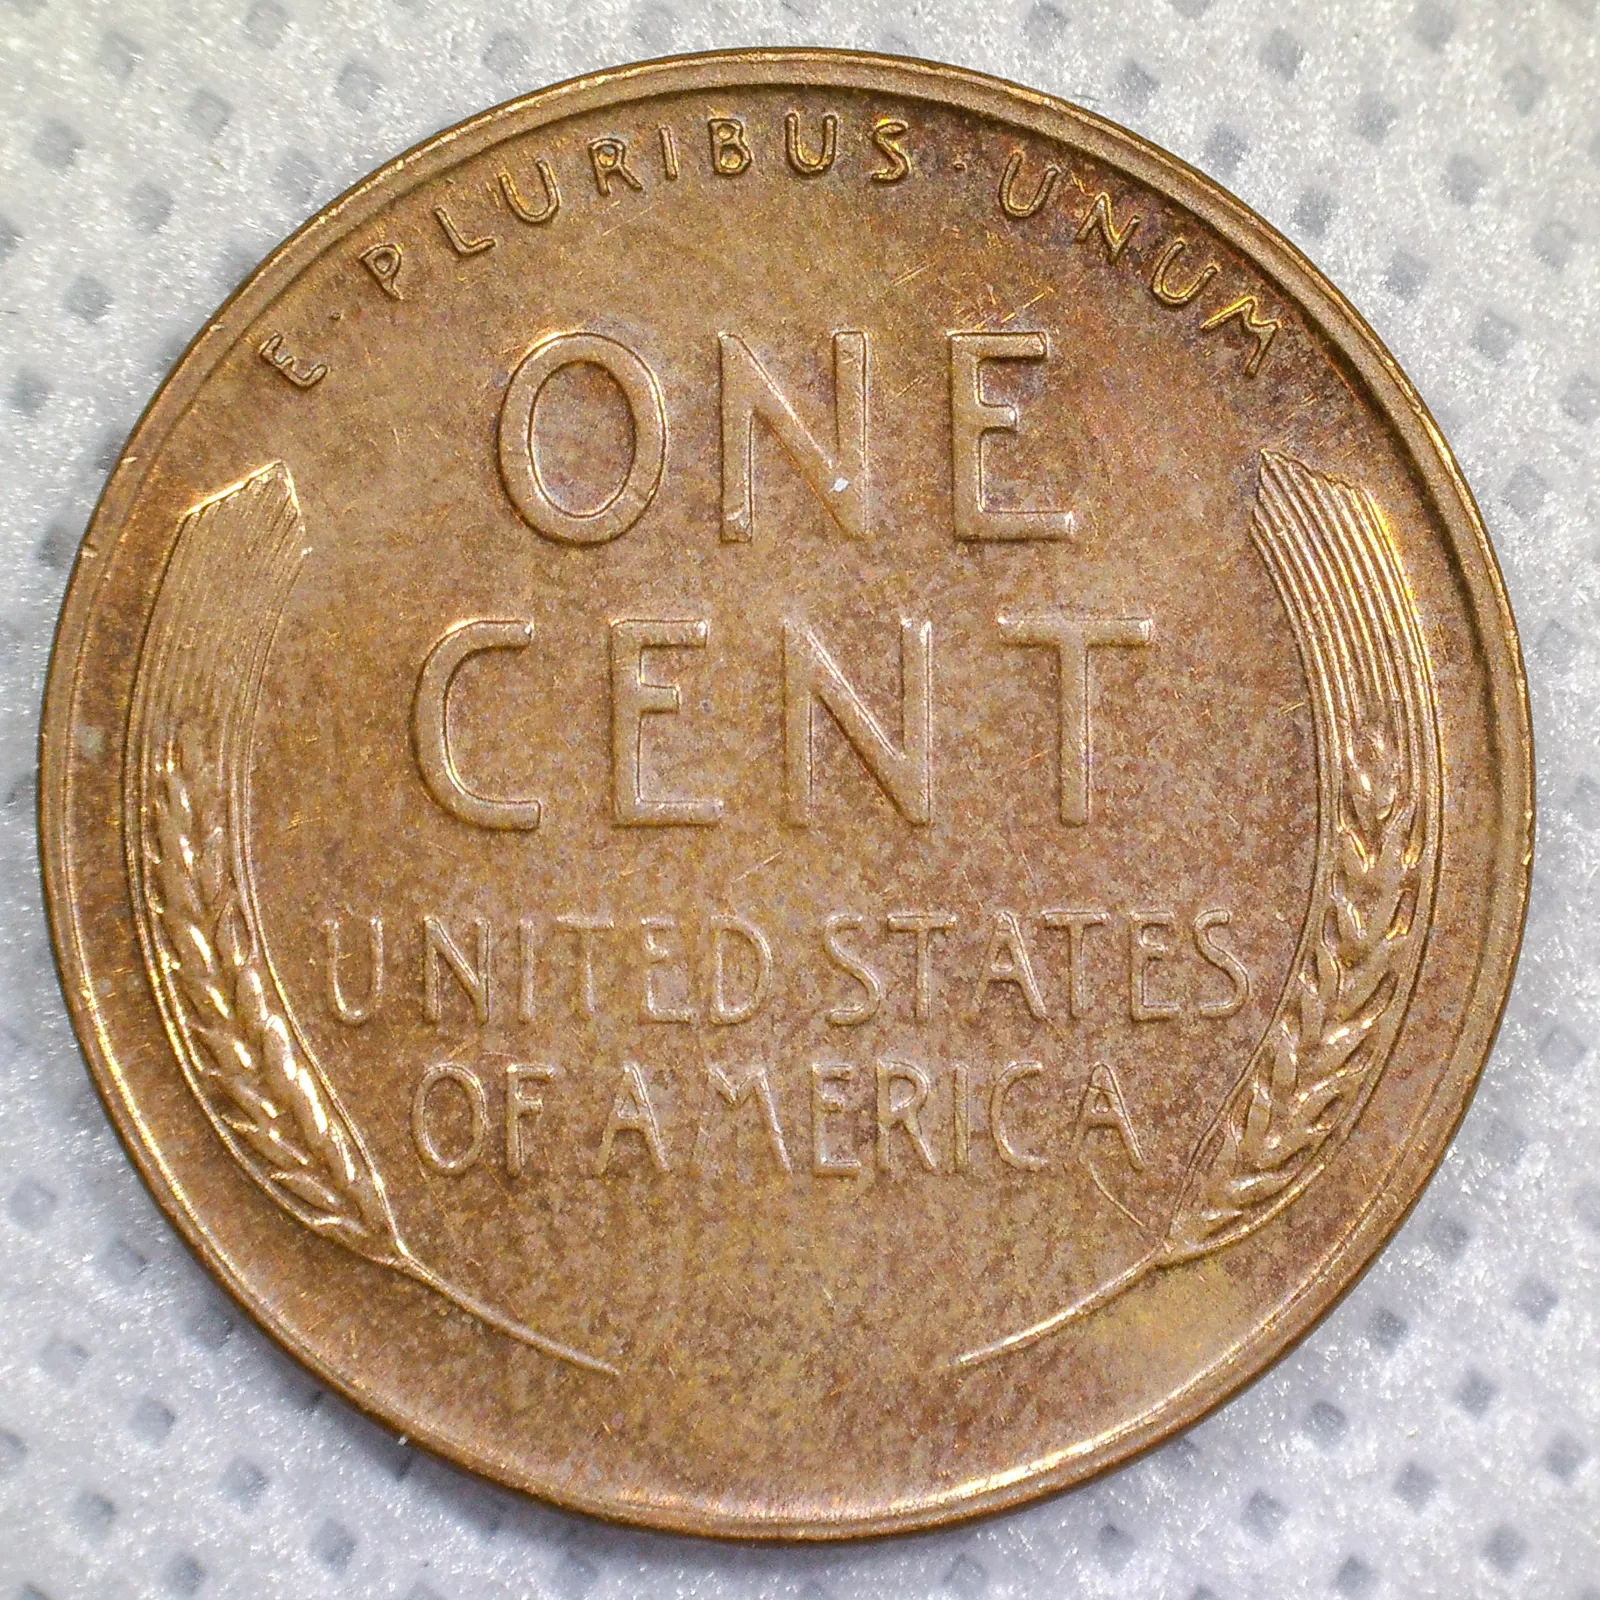 E · PLURIBUS · UNUM
ONE
CENT
UNITED STATES
OF AMERICA